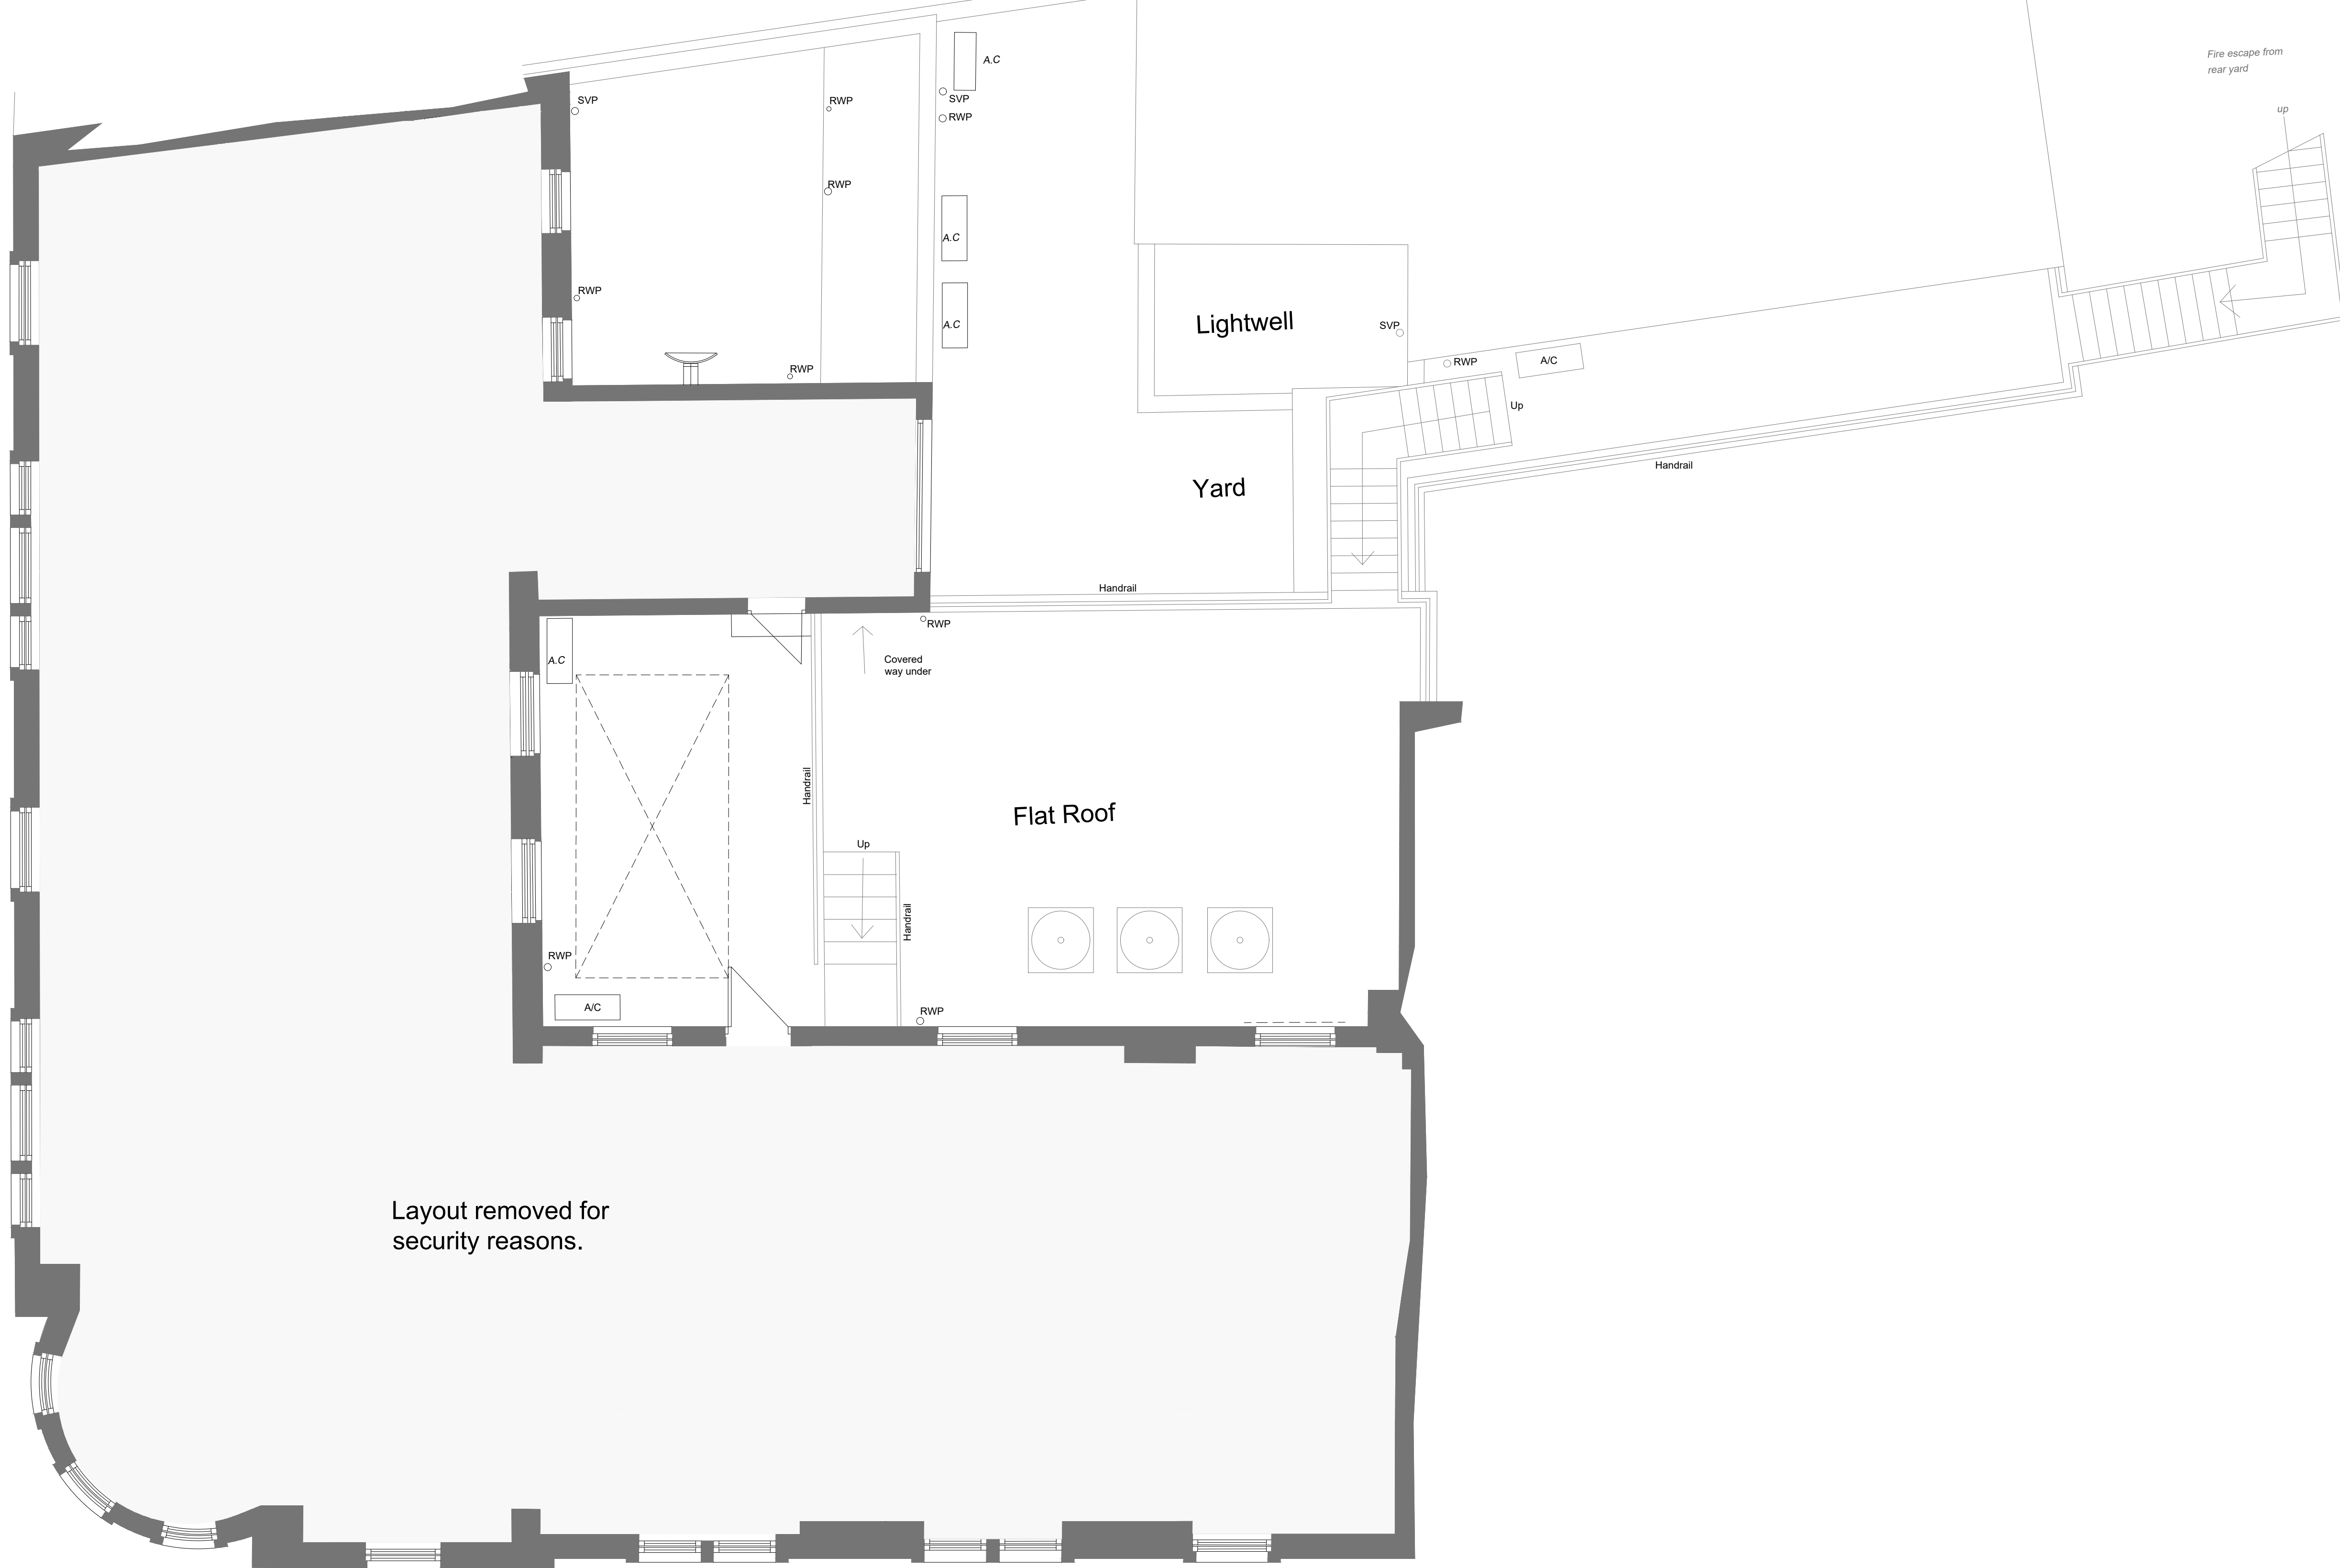 Fire escape from
rear yard
A.C
SVP
RWP
SVP
up
RWP
RWP
A.C
RWP
Lightwell
A.C
SVP
RWP
A/C
RWP
Up
Handrail
Yard
Handrail
RWP
A.C
Covered
way under
Handrail
Flat Roof
Up
Handrail
RWP
A/C
RWP
Layout removed for
security reasons.